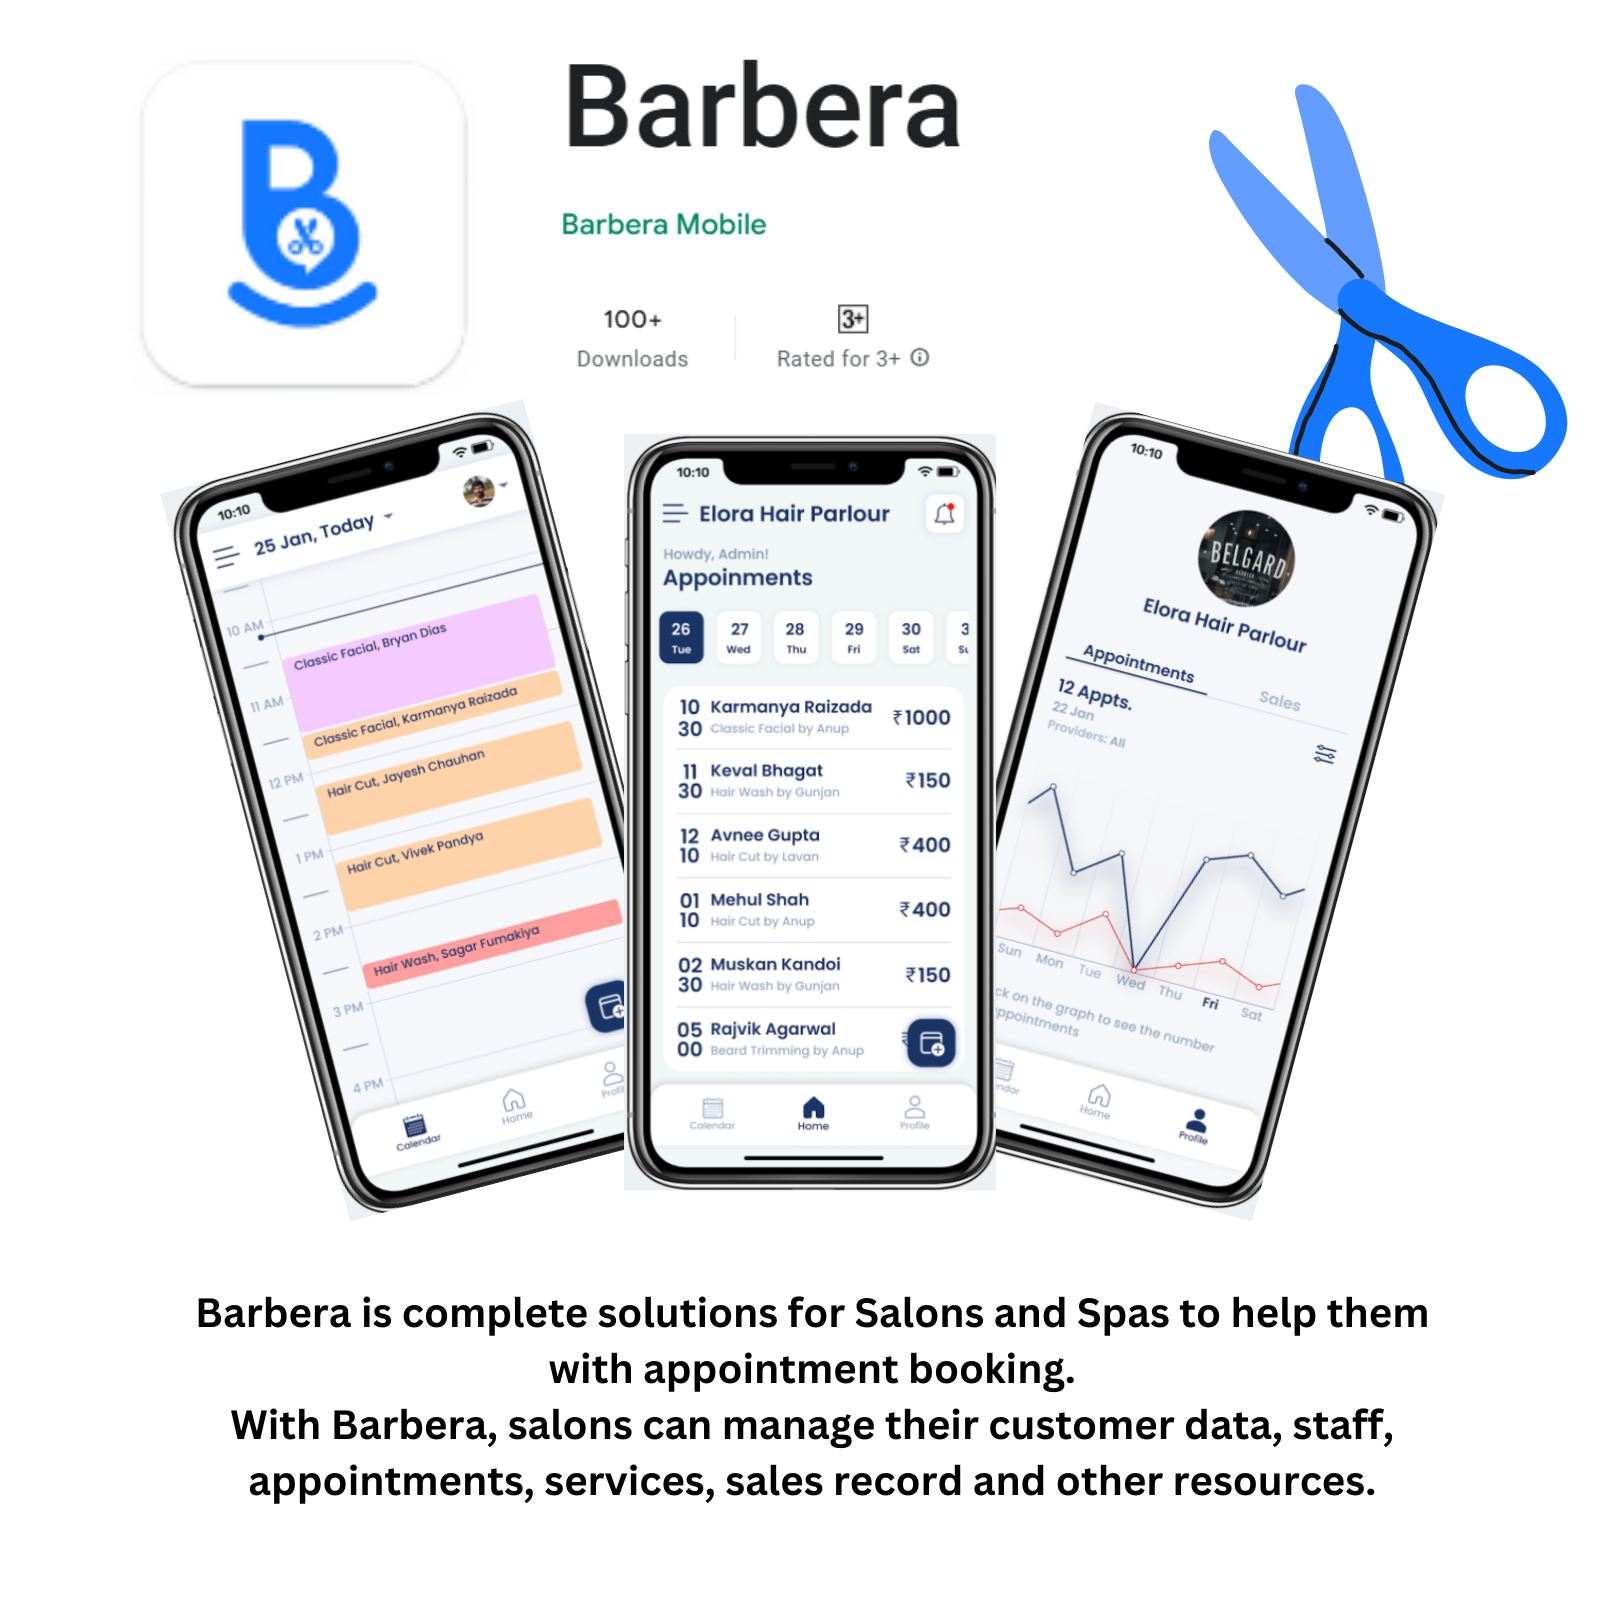 Barbera
Barbera Mobile
100+
Downloads
3+
Rated for 3+
10:10
25 Jan, Today
10 AM
Classic Facial, Bryan Dias
11 AM
Classic Facial, Karmanya Raizada
12 PM
Hair Cut, Jayesh Chauhan
1 PM
Hair Cut, Vivek Pandya
2 PM
Hair Wash, Sagar Fumakiya
3 PM
4 PM
Calendar
Home
Profil
10:10
Elora Hair Parlour
Howdy, Admin!
Appoinments
26 27 28 29 30 3
Tue Wed Thu Fri Sat Su
10 30 Karmanya Raizada ₹1000
Classic Facial by Anup
11 30 Keval Bhagat ₹150
Hair Wash by Gunjan
12 10 Avnee Gupta ₹400
Hair Cut by Lavan
01 10 Mehul Shah ₹400
Hair Cut by Anup
02 30 Muskan Kandoi ₹150
Hair Wash by Gunjan
05 00 Rajvik Agarwal ₹
Beard Trimming by Anup
Calendar
Home
Profile
10:10
BELGARD
Elora Hair Parlour
Appointments
Sales
12 Appts.
22 Jan
Providers: All
Sun Mon Tue Wed Thu Fri Sat
ck on the graph to see the number
ppointments
ndar
Home
Profile
Barbera is complete solutions for Salons and Spas to help them
with appointment booking.
With Barbera, salons can manage their customer data, staff,
appointments, services, sales record and other resources.